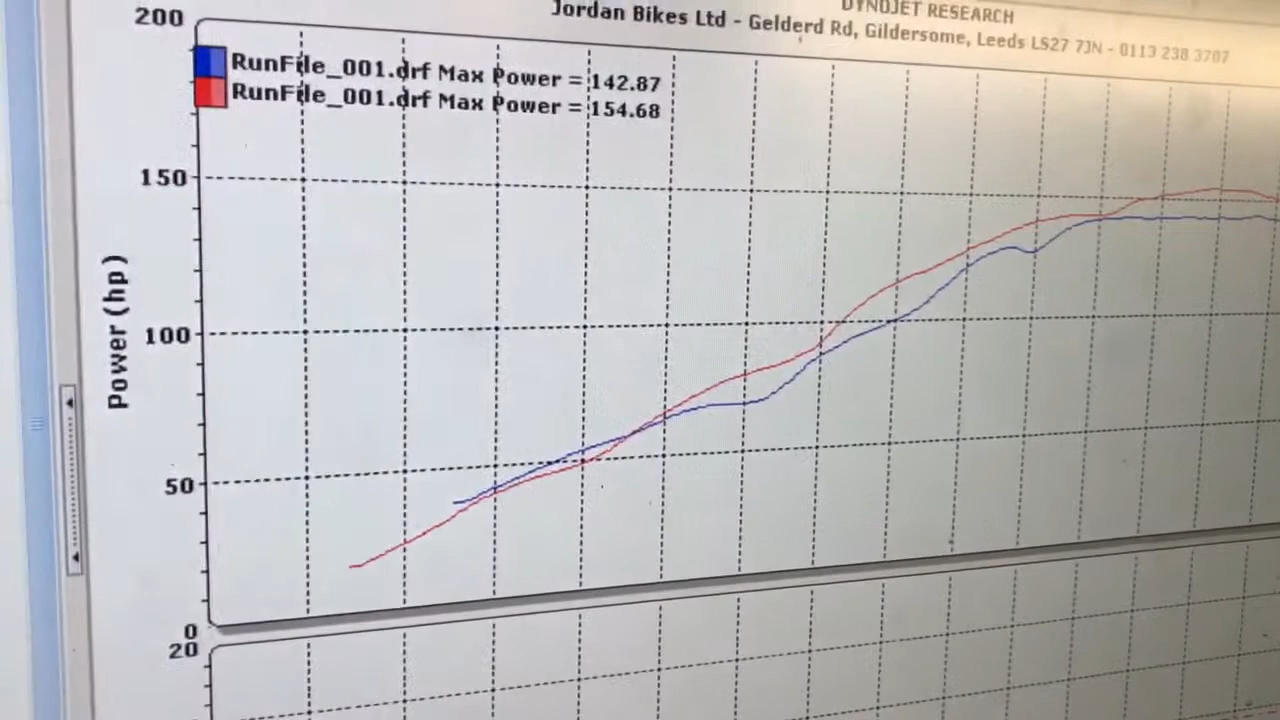 DYNOJET RESEARCH
Jordan Bikes Ltd - Gelderd Rd, Gildersome, Leeds LS27 7JN - 0113 238 3707
200
RunFile_001.drf Max Power = 142.87
RunFile_001.drf Max Power = 154.68
150
Power (hp)
100
50
0
20